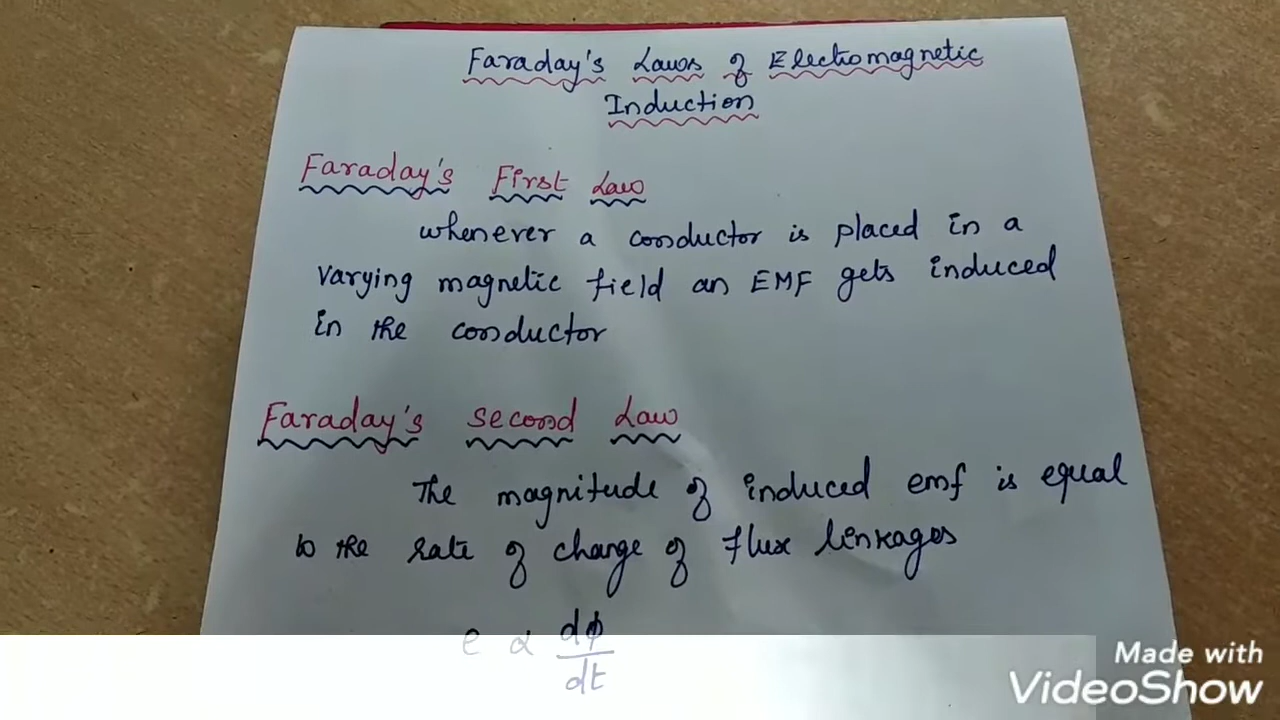 Faraday's Laws of Electromagnetic
Induction
Faraday's First Law
whenever a conductor is placed in a
varying magnetic field an EMF gets induced
in the conductor
Faraday's second Law
The magnitude of induced emf is equal
to the rate of change of flux linkages
e ∝ dϕ/dt
Made with
VideoShow